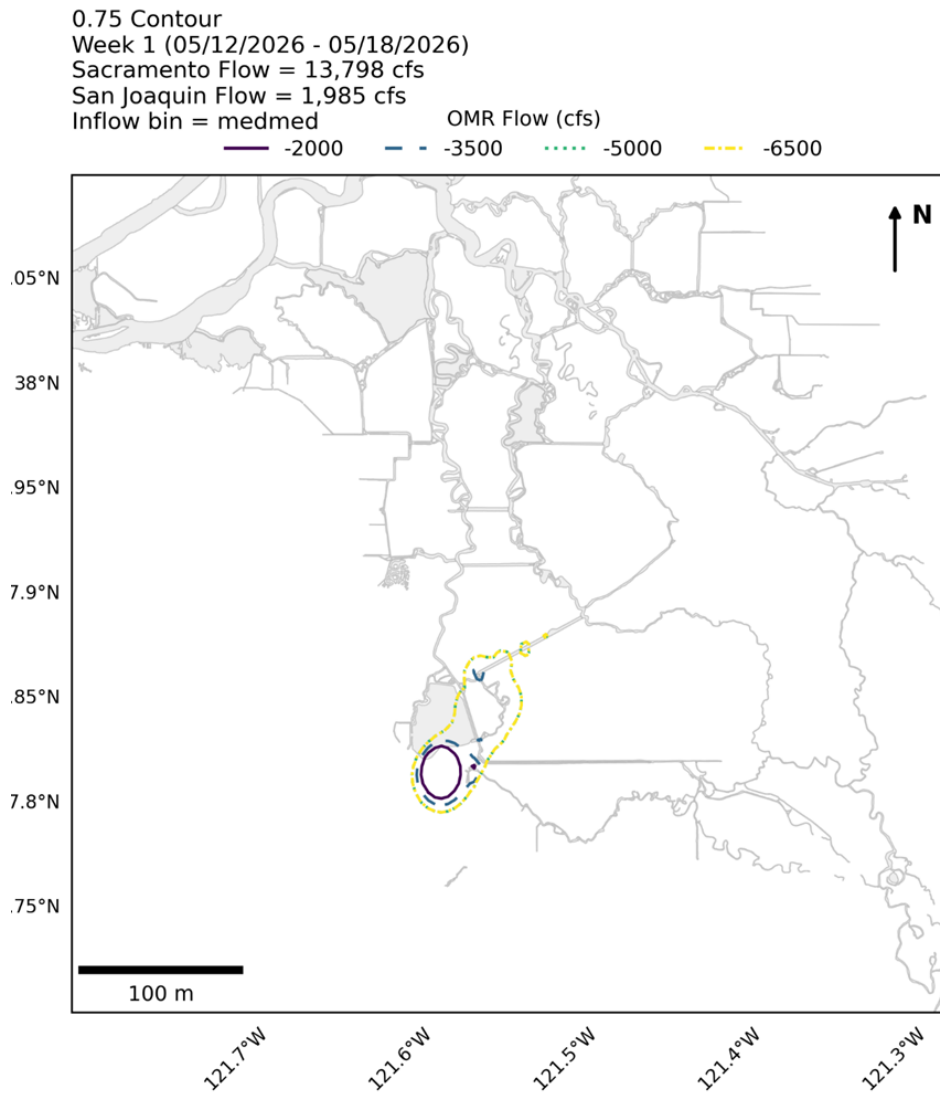 0.75 Contour
Week 1 (05/12/2026 - 05/18/2026)
Sacramento Flow = 13,798 cfs
San Joaquin Flow = 1,985 cfs
Inflow bin = medmed
OMR Flow (cfs)
-2000 -3500 -5000 -6500
N
.05°N
38°N
.95°N
7.9°N
.85°N
7.8°N
.75°N
100 m
121.7°W 121.6°W 121.5°W 121.4°W 121.3°W